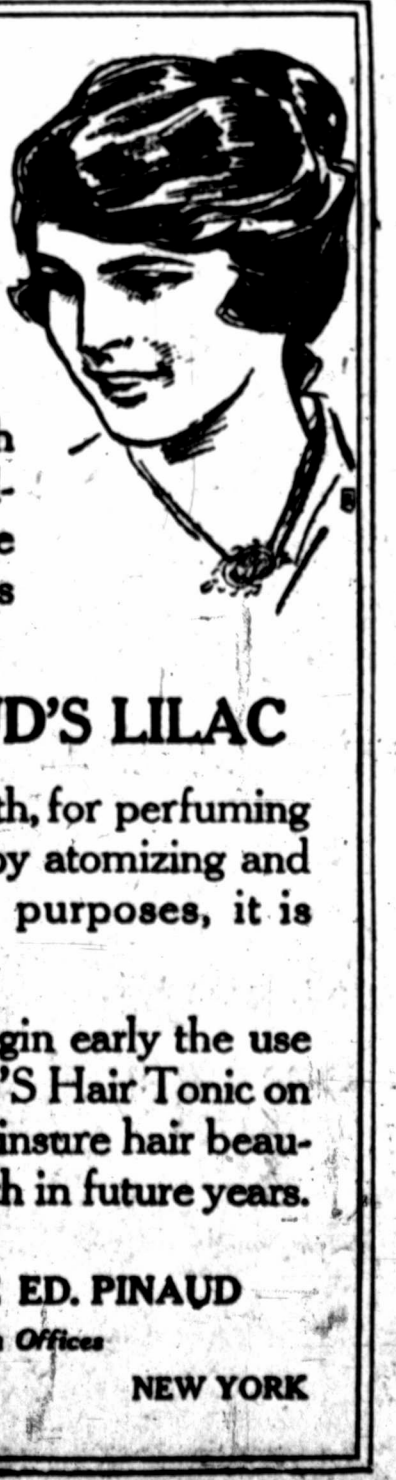 h
-
e
s
UD'S LILAC
th, for perfuming
by atomizing and
purposes, it is
gin early the use
'S Hair Tonic on
insure hair beau-
h in future years.
ED. PINAUD
Offices
NEW YORK